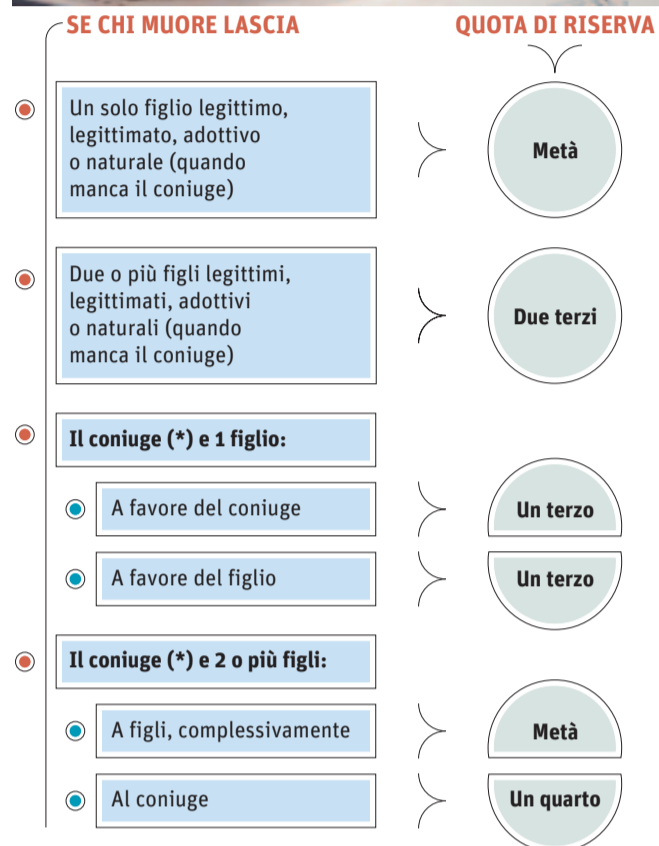 SE CHI MUORE LASCIA
QUOTA DI RISERVA
Un solo figlio legittimo,
legittimato, adottivo
o naturale (quando
manca il coniuge)
Metà
Due o più figli legittimi,
legittimati, adottivi
o naturali (quando
manca il coniuge)
Due terzi
Il coniuge (*) e 1 figlio:
A favore del coniuge
Un terzo
A favore del figlio
Un terzo
Il coniuge (*) e 2 o più figli:
A figli, complessivamente
Metà
Al coniuge
Un quarto